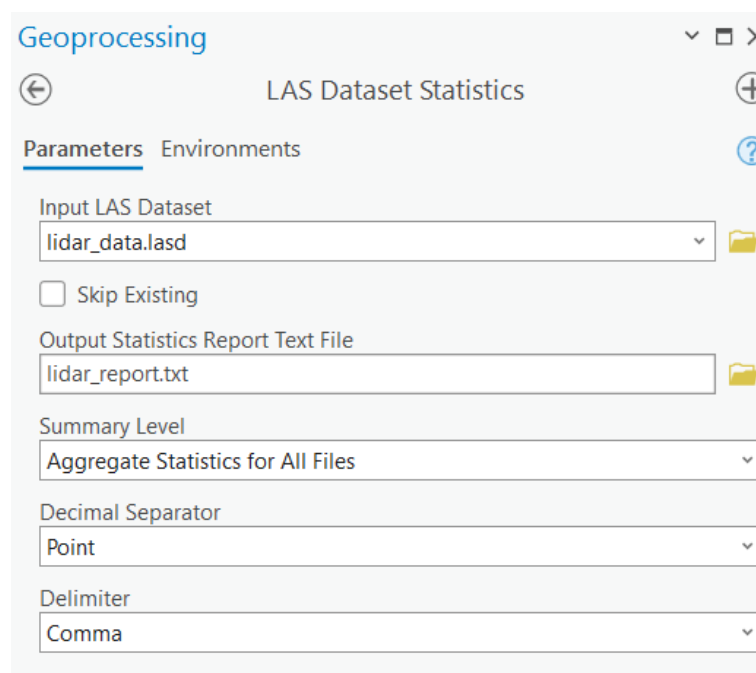 Geoprocessing
LAS Dataset Statistics
Parameters Environments
Input LAS Dataset
lidar_data.lasd
Skip Existing
Output Statistics Report Text File
lidar_report.txt
Summary Level
Aggregate Statistics for All Files
Decimal Separator
Point
Delimiter
Comma